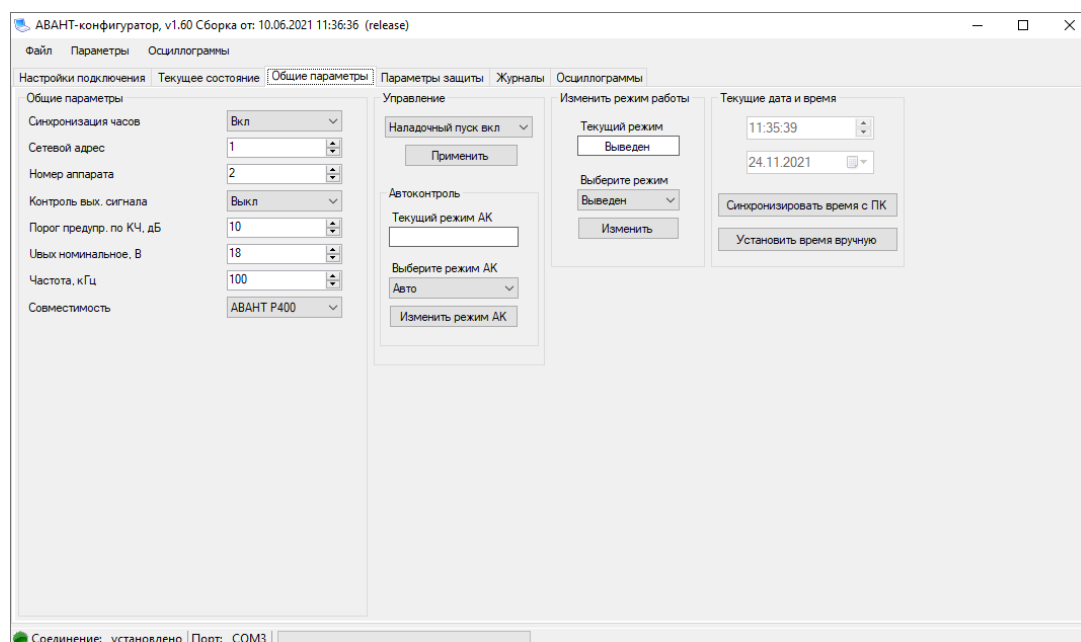 АВАНТ-конфигуратор, v1.60 Сборка от: 10.06.2021 11:36:36 (release)
Файл Параметры Осциллограммы
Настройки подключения Текущее состояние Общие параметры Параметры защиты Журналы Осциллограммы
Общие параметры
Синхронизация часов Вкл
Сетевой адрес 1
Номер аппарата 2
Контроль вых. сигнала Выкл
Порог предупр. по КЧ, дБ 10
Uвых номинальное, В 18
Частота, кГц 100
Совместимость АВАНТ Р400
Управление
Наладочный пуск вкл
Применить
Автоконтроль
Текущий режим АК
Выберите режим АК
Авто
Изменить режим АК
Изменить режим работы
Текущий режим
Выведен
Выберите режим
Выведен
Изменить
Текущие дата и время
11:35:39
24.11.2021
Синхронизировать время с ПК
Установить время вручную
Соединение: установлено Порт: COM3